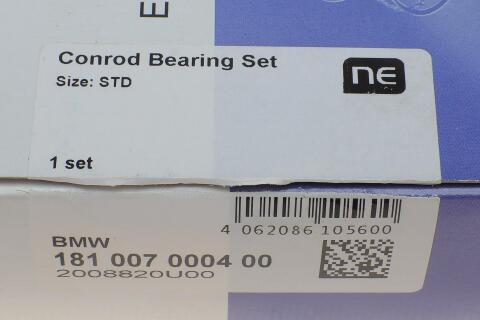 E
Conrod Bearing Set
Size: STD
NE
1 set
4 062086 105600
BMW
181 007 0004 00
2008820U00